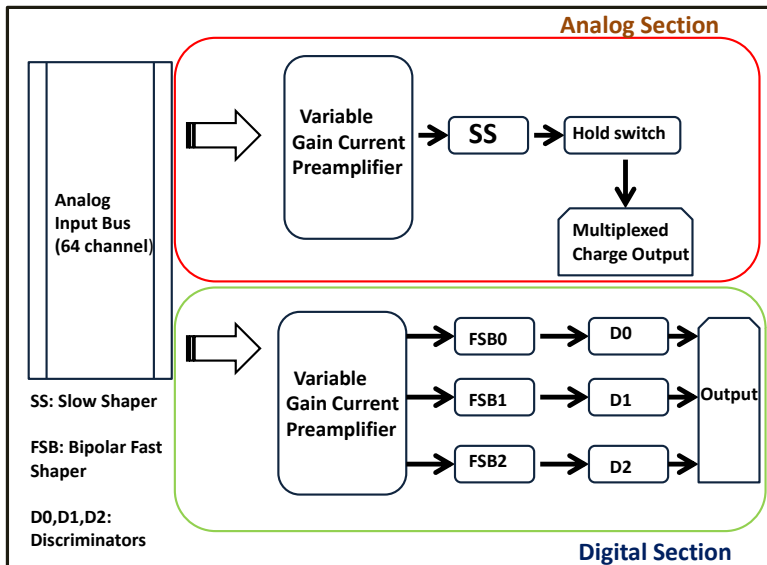 Analog Section
Analog
Input Bus
(64 channel)
Variable
Gain Current
Preamplifier
SS
Hold switch
Multiplexed
Charge Output
Variable
Gain Current
Preamplifier
FSB0
D0
FSB1
D1
FSB2
D2
Output
SS: Slow Shaper
FSB: Bipolar Fast
Shaper
D0,D1,D2:
Discriminators
Digital Section